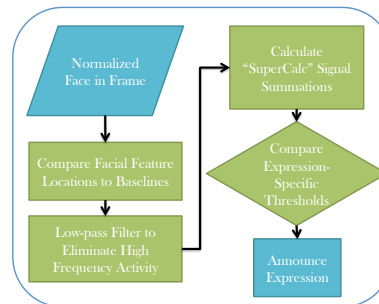 Normalized
Face in Frame
Compare Facial Feature
Locations to Baselines
Low-pass Filter to
Eliminate High
Frequency Activity
Calculate
“SuperCalc” Signal
Summations
Compare
Expression-
Specific
Thresholds
Announce
Expression